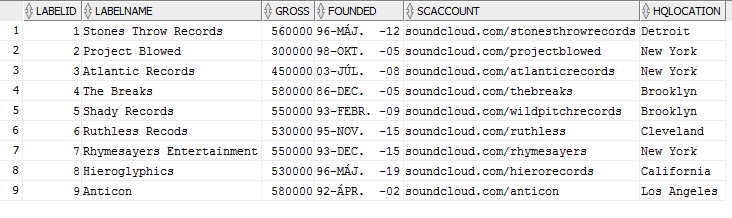 LABELID LABELNAME GROSS FOUNDED SCACCOUNT HQLOCATION
1 1 Stones Throw Records 560000 96-MÁJ. -12 soundcloud.com/stonesthrowrecords Detroit
2 2 Project Blowed 300000 98-OKT. -05 soundcloud.com/projectblowed New York
3 3 Atlantic Records 450000 03-JÚL. -08 soundcloud.com/atlanticrecords New York
4 4 The Breaks 580000 86-DEC. -05 soundcloud.com/thebreaks Brooklyn
5 5 Shady Records 550000 93-FEBR. -09 soundcloud.com/wildpitchrecords Brooklyn
6 6 Ruthless Recods 530000 95-NOV. -15 soundcloud.com/ruthless Cleveland
7 7 Rhymesayers Entertainment 550000 93-DEC. -15 soundcloud.com/rhymesayers New York
8 8 Hieroglyphics 530000 96-MÁJ. -19 soundcloud.com/hierorecords California
9 9 Anticon 580000 92-ÁPR. -02 soundcloud.com/anticon Los Angeles